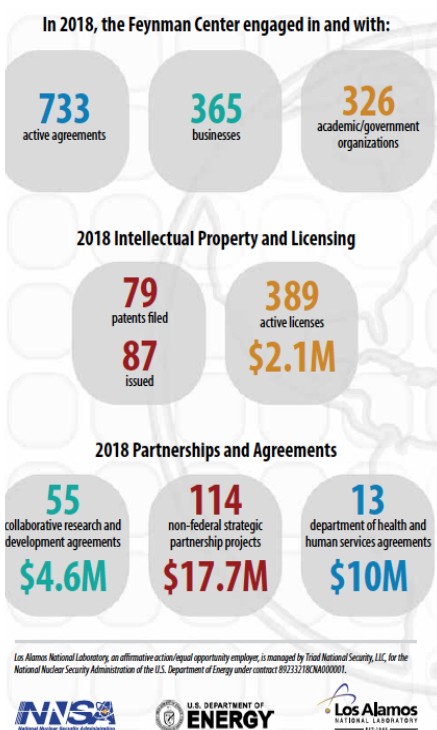 In 2018, the Feynman Center engaged in and with:
733
active agreements
365
businesses
326
academic/government
organizations
2018 Intellectual Property and Licensing
79
patents filed
87
issued
389
active licenses
$2.1M
2018 Partnerships and Agreements
55
collaborative research and
development agreements
$4.6M
114
non-federal strategic
partnership projects
$17.7M
13
department of health and
human services agreements
$10M
Los Alamos National Laboratory, an affirmative action/equal opportunity employer, is managed by Triad National Security, LLC, for the
National Nuclear Security Administration of the U.S. Department of Energy under contract 89233218CNA000001.
NNSA
National Nuclear Security Administration
U.S. DEPARTMENT OF
ENERGY
Los Alamos
NATIONAL LABORATORY
EST. 1943